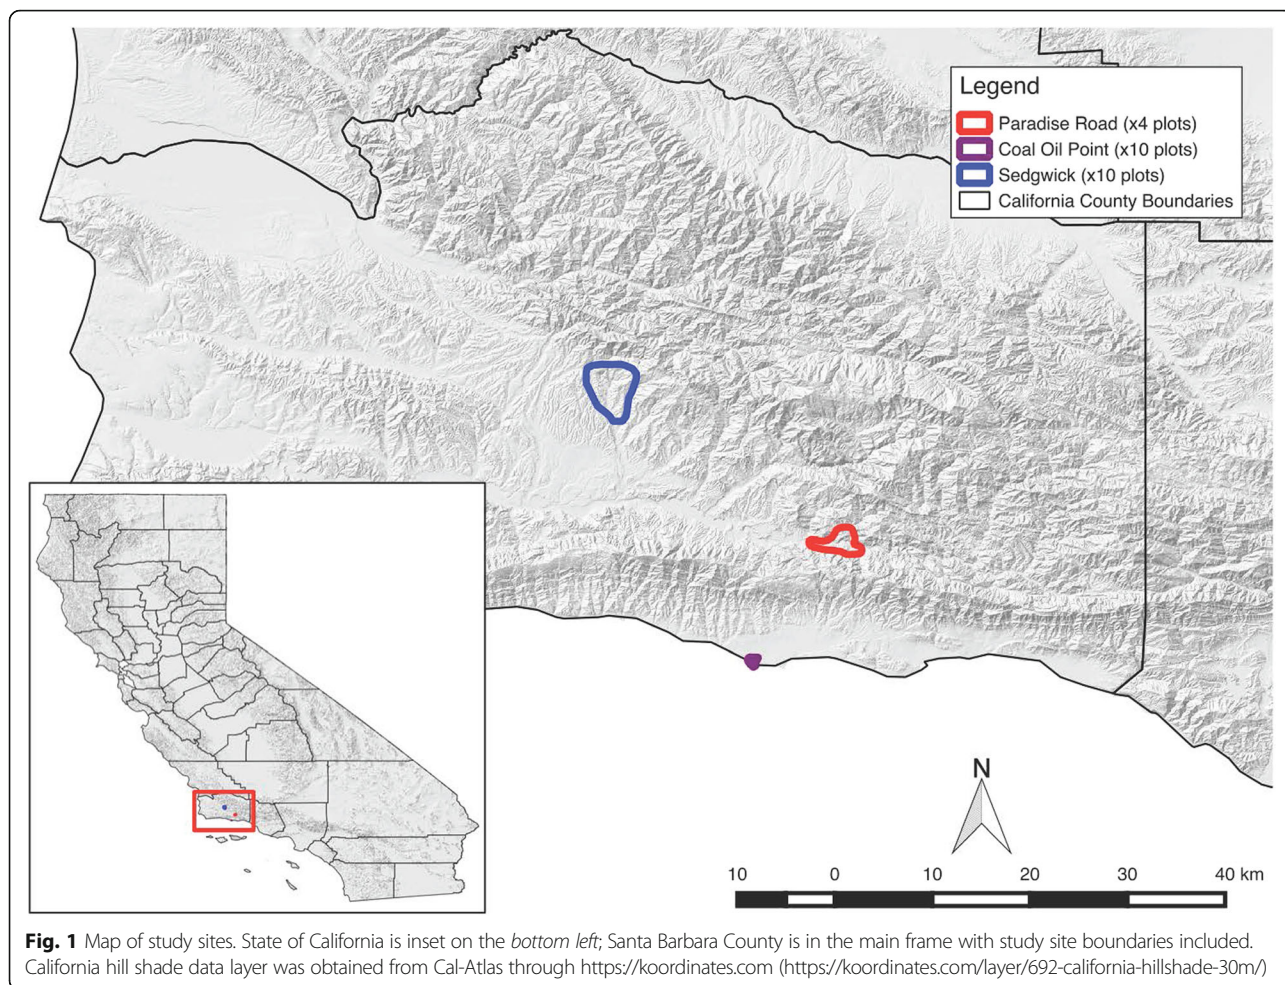 Legend
Paradise Road (x4 plots)
Coal Oil Point (x10 plots)
Sedgwick (x10 plots)
California County Boundaries
N
10 0 10 20 30 40 km
Fig. 1 Map of study sites. State of California is inset on the bottom left; Santa Barbara County is in the main frame with study site boundaries included.
California hill shade data layer was obtained from Cal-Atlas through https://koordinates.com (https://koordinates.com/layer/692-california-hillshade-30m/)